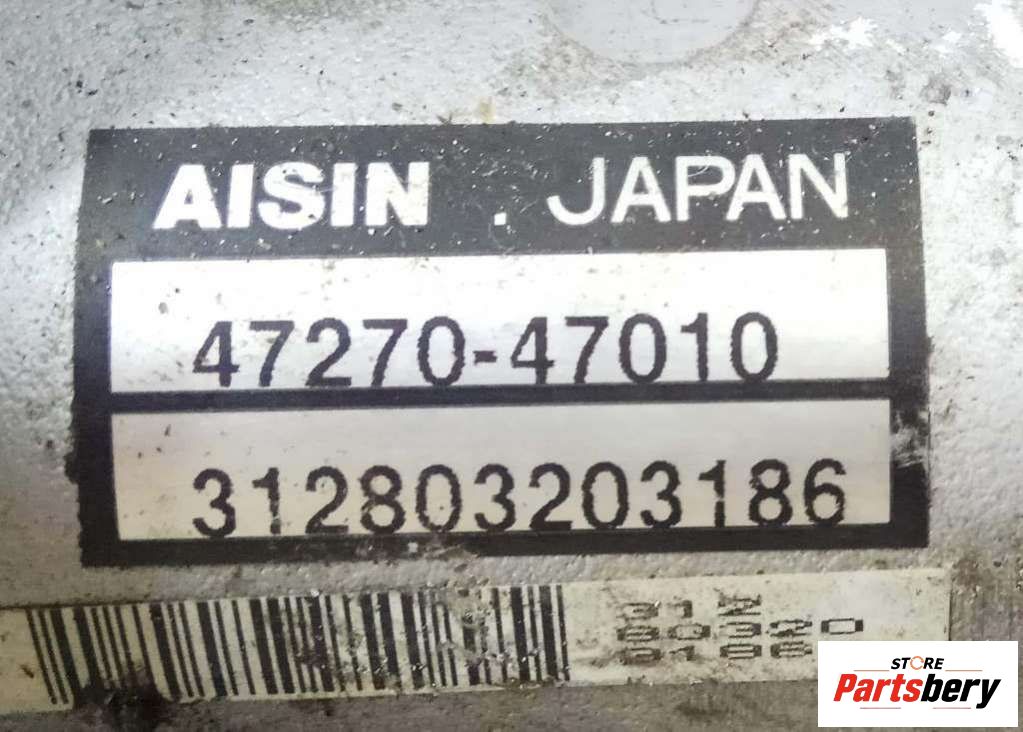 AISIN . JAPAN
47270-47010
312803203186
STORE
Partsbery